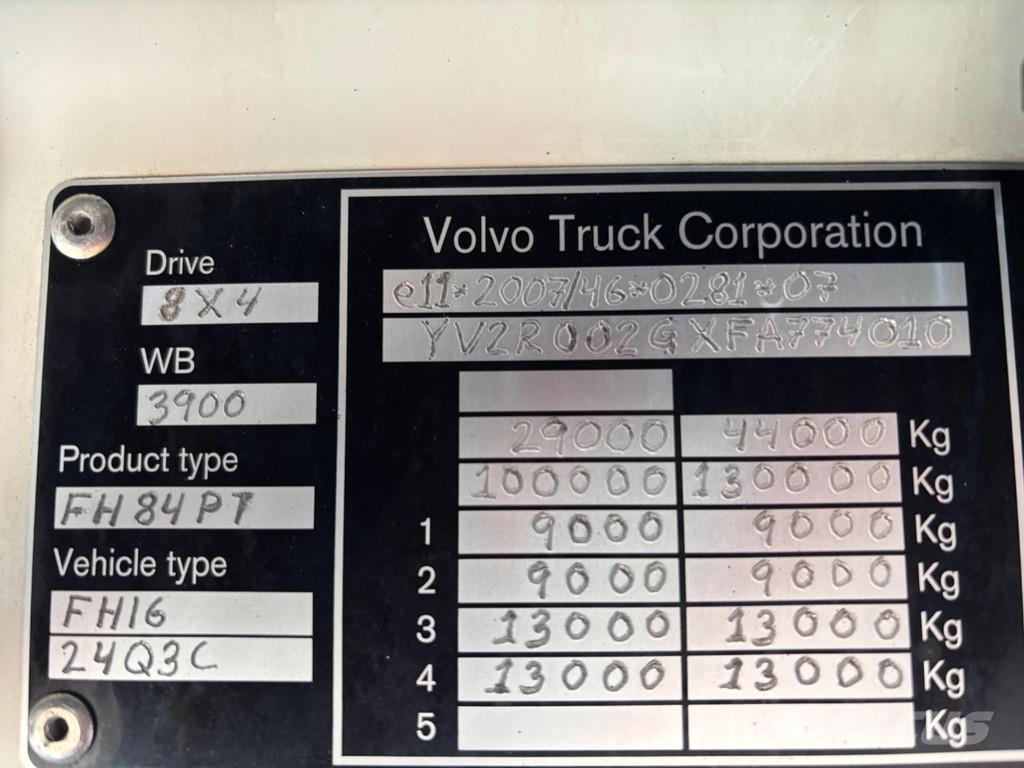 Drive
8X4
WB
3900
Product type
FH84PT
Vehicle type
FH16
24Q3C
Volvo Truck Corporation
e11*2007/46*0281*07
YV2R002GXFA774010
29000 44000 Kg
100000 130000 Kg
1 9000 9000 Kg
2 9000 9000 Kg
3 13000 13000 Kg
4 13000 13000 Kg
5 Kg